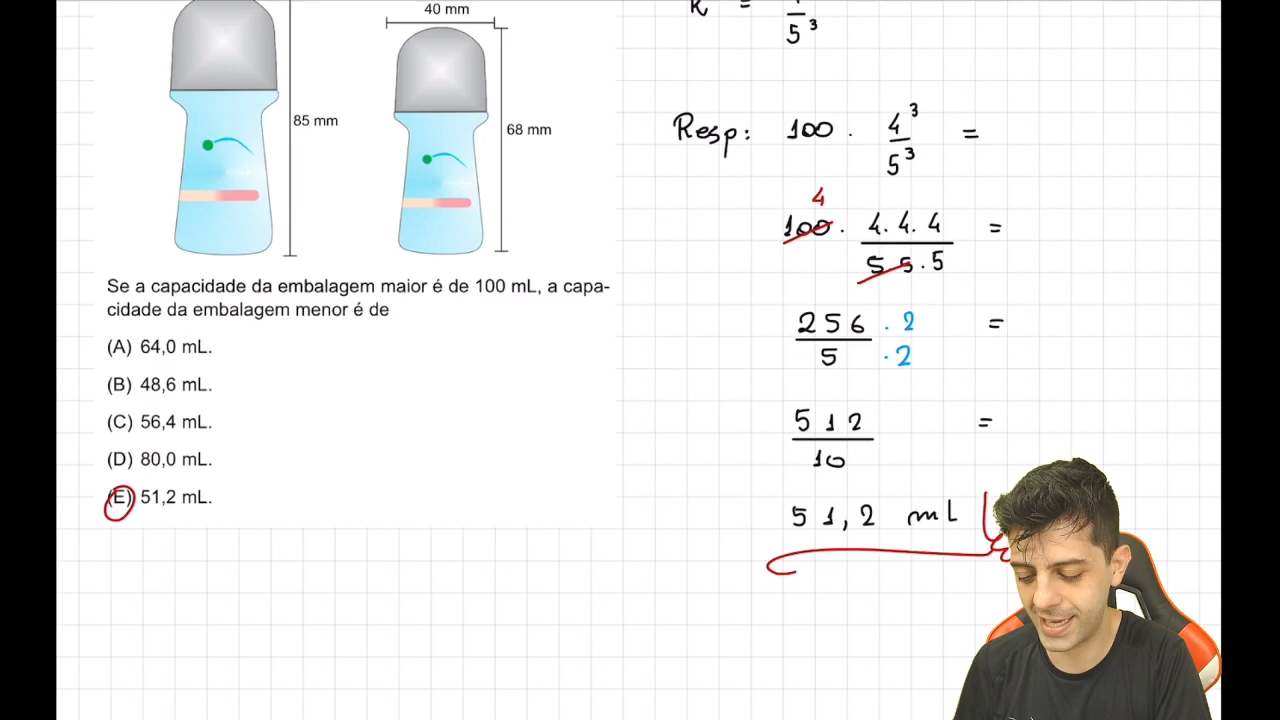 40 mm
85 mm
68 mm
Se a capacidade da embalagem maior é de 100 mL, a capa-
cidade da embalagem menor é de
(A) 64,0 mL.
(B) 48,6 mL.
(C) 56,4 mL.
(D) 80,0 mL.
(E) 51,2 mL.
=
5³
Resp: 100 . 4³ =
5³
4
100 . 4. 4. 4 =
5 5 . 5
256 . 2 =
5 . 2
512 =
10
51,2 mL